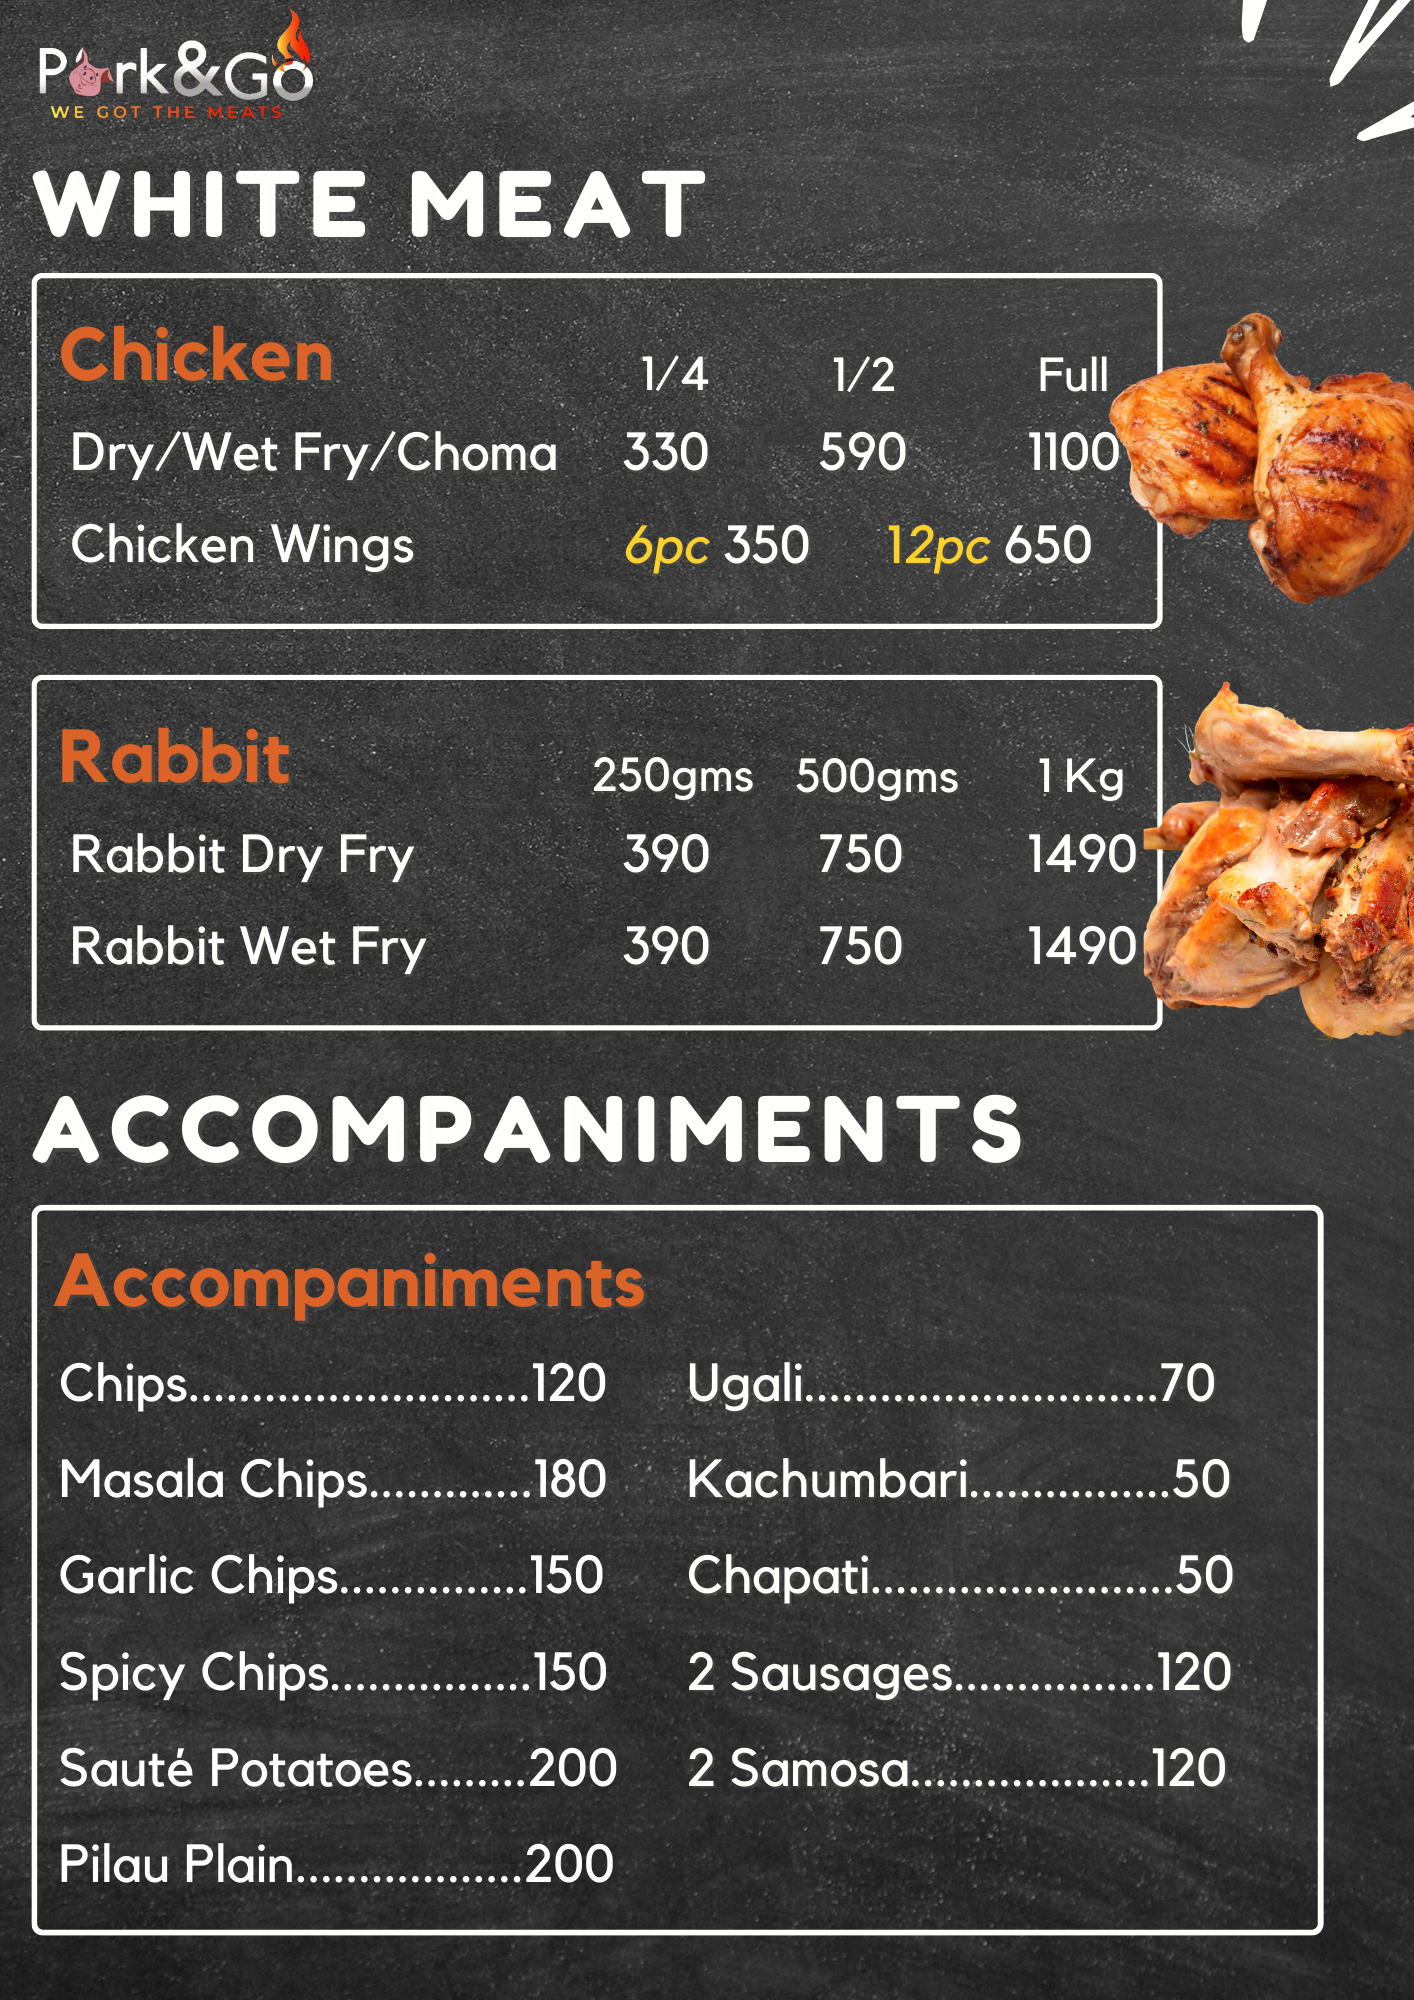 Pork&Go
WE GOT THE MEATS
WHITE MEAT
Chicken 1/4 1/2 Full
Dry/Wet Fry/Choma 330 590 1100
Chicken Wings 6pc 350 12pc 650
Rabbit 250gms 500gms 1 Kg
Rabbit Dry Fry 390 750 1490
Rabbit Wet Fry 390 750 1490
ACCOMPANIMENTS
Accompaniments
Chips...........................120
Masala Chips.............180
Garlic Chips...............150
Spicy Chips................150
Sauté Potatoes.........200
Pilau Plain..................200
Ugali............................70
Kachumbari................50
Chapati........................50
2 Sausages................120
2 Samosa...................120